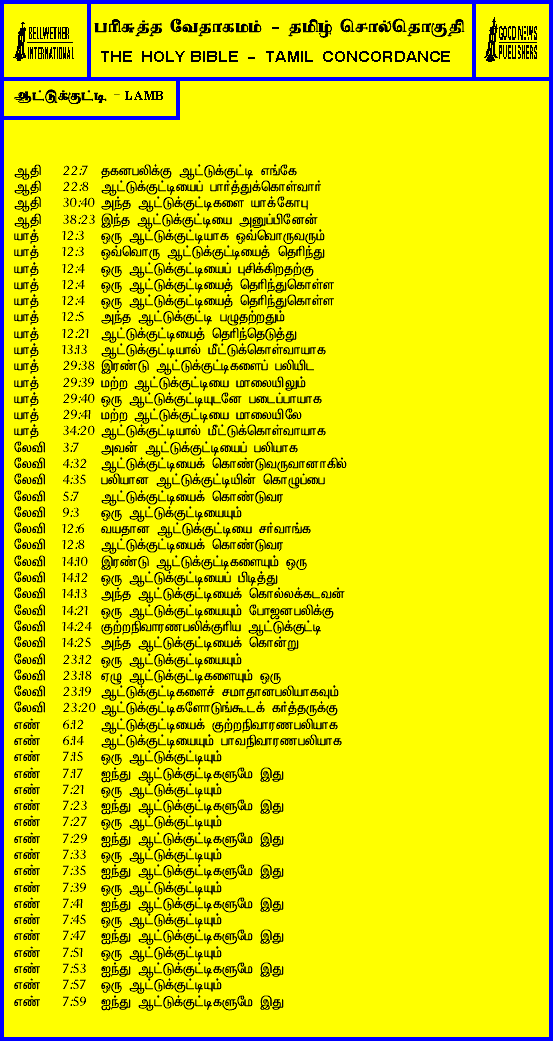 BELLWETHER
INTERNATIONAL
பரிசுத்த வேதாகமம் - தமிழ் சொல்தொகுதி
THE HOLY BIBLE - TAMIL CONCORDANCE
GOOD NEWS
PUBLISHERS
ஆட்டுக்குட்டி - LAMB
ஆதி 22:7 தகனபலிக்கு ஆட்டுக்குட்டி எங்கே
ஆதி 22:8 ஆட்டுக்குட்டியைப் பார்த்துக்கொள்வார்
ஆதி 30:40 அந்த ஆட்டுக்குட்டிகளை யாக்கோபு
ஆதி 38:23 இந்த ஆட்டுக்குட்டியை அனுப்பினேன்
யாத் 12:3 ஒரு ஆட்டுக்குட்டியாக ஒவ்வொருவரும்
யாத் 12:3 ஒவ்வொரு ஆட்டுக்குட்டியைத் தெரிந்து
யாத் 12:4 ஒரு ஆட்டுக்குட்டியைப் புசிக்கிறதற்கு
யாத் 12:4 ஒரு ஆட்டுக்குட்டியைத் தெரிந்துகொள்ள
யாத் 12:4 ஒரு ஆட்டுக்குட்டியைத் தெரிந்துகொள்ள
யாத் 12:5 அந்த ஆட்டுக்குட்டி பழுதற்றதும்
யாத் 12:21 ஆட்டுக்குட்டியைத் தெரிந்தெடுத்து
யாத் 13:13 ஆட்டுக்குட்டியால் மீட்டுக்கொள்வாயாக
யாத் 29:38 இரண்டு ஆட்டுக்குட்டிகளைப் பலியிட
யாத் 29:39 மற்ற ஆட்டுக்குட்டியை மாலையிலும்
யாத் 29:40 ஒரு ஆட்டுக்குட்டியுடனே படைப்பாயாக
யாத் 29:41 மற்ற ஆட்டுக்குட்டியை மாலையிலே
யாத் 34:20 ஆட்டுக்குட்டியால் மீட்டுக்கொள்வாயாக
லேவி 3:7 அவன் ஆட்டுக்குட்டியைப் பலியாக
லேவி 4:32 ஆட்டுக்குட்டியைக் கொண்டுவருவானாகில்
லேவி 4:35 பலியான ஆட்டுக்குட்டியின் கொழுப்பை
லேவி 5:7 ஆட்டுக்குட்டியைக் கொண்டுவர
லேவி 9:3 ஒரு ஆட்டுக்குட்டியையும்
லேவி 12:6 வயதான ஆட்டுக்குட்டியை சர்வாங்க
லேவி 12:8 ஆட்டுக்குட்டியைக் கொண்டுவர
லேவி 14:10 இரண்டு ஆட்டுக்குட்டிகளையும் ஒரு
லேவி 14:12 ஒரு ஆட்டுக்குட்டியைப் பிடித்து
லேவி 14:13 அந்த ஆட்டுக்குட்டியைக் கொல்லக்கடவன்
லேவி 14:21 ஒரு ஆட்டுக்குட்டியையும் போஜனபலிக்கு
லேவி 14:24 குற்றநிவாரணபலிக்குரிய ஆட்டுக்குட்டி
லேவி 14:25 அந்த ஆட்டுக்குட்டியைக் கொன்று
லேவி 23:12 ஒரு ஆட்டுக்குட்டியையும்
லேவி 23:18 ஏழு ஆட்டுக்குட்டிகளையும் ஒரு
லேவி 23:19 ஆட்டுக்குட்டிகளைச் சமாதானபலியாகவும்
லேவி 23:20 ஆட்டுக்குட்டிகளோடுங்கூடக் கர்த்தருக்கு
எண் 6:12 ஆட்டுக்குட்டியைக் குற்றநிவாரணபலியாக
எண் 6:14 ஆட்டுக்குட்டியையும் பாவநிவாரணபலியாக
எண் 7:15 ஒரு ஆட்டுக்குட்டியும்
எண் 7:17 ஐந்து ஆட்டுக்குட்டிகளுமே இது
எண் 7:21 ஒரு ஆட்டுக்குட்டியும்
எண் 7:23 ஐந்து ஆட்டுக்குட்டிகளுமே இது
எண் 7:27 ஒரு ஆட்டுக்குட்டியும்
எண் 7:29 ஐந்து ஆட்டுக்குட்டிகளுமே இது
எண் 7:33 ஒரு ஆட்டுக்குட்டியும்
எண் 7:35 ஐந்து ஆட்டுக்குட்டிகளுமே இது
எண் 7:39 ஒரு ஆட்டுக்குட்டியும்
எண் 7:41 ஐந்து ஆட்டுக்குட்டிகளுமே இது
எண் 7:45 ஒரு ஆட்டுக்குட்டியும்
எண் 7:47 ஐந்து ஆட்டுக்குட்டிகளுமே இது
எண் 7:51 ஒரு ஆட்டுக்குட்டியும்
எண் 7:53 ஐந்து ஆட்டுக்குட்டிகளுமே இது
எண் 7:57 ஒரு ஆட்டுக்குட்டியும்
எண் 7:59 ஐந்து ஆட்டுக்குட்டிகளுமே இது